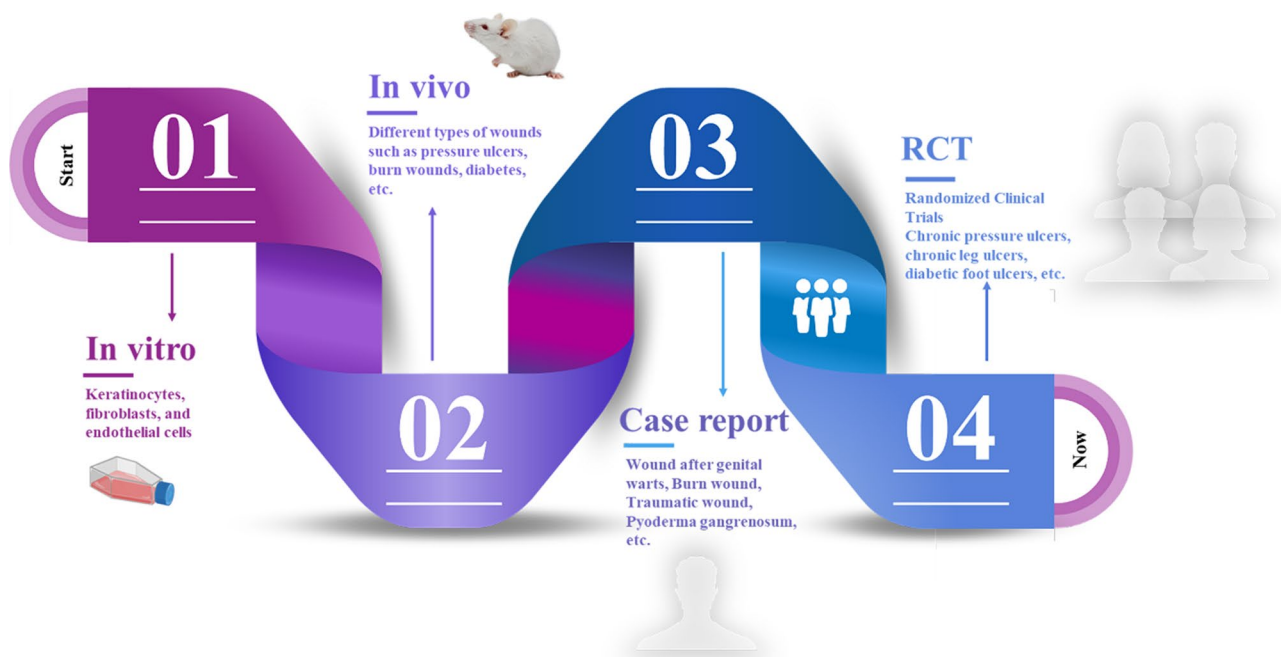 Start
01
In vitro
Keratinocytes,
fibroblasts, and
endothelial cells
In vivo
Different types of wounds
such as pressure ulcers,
burn wounds, diabetes,
etc.
02
03
Case report
Wound after genital
warts, Burn wound,
Traumatic wound,
Pyoderma gangrenosum,
etc.
RCT
Randomized Clinical
Trials
Chronic pressure ulcers,
chronic leg ulcers,
diabetic foot ulcers, etc.
04
Now